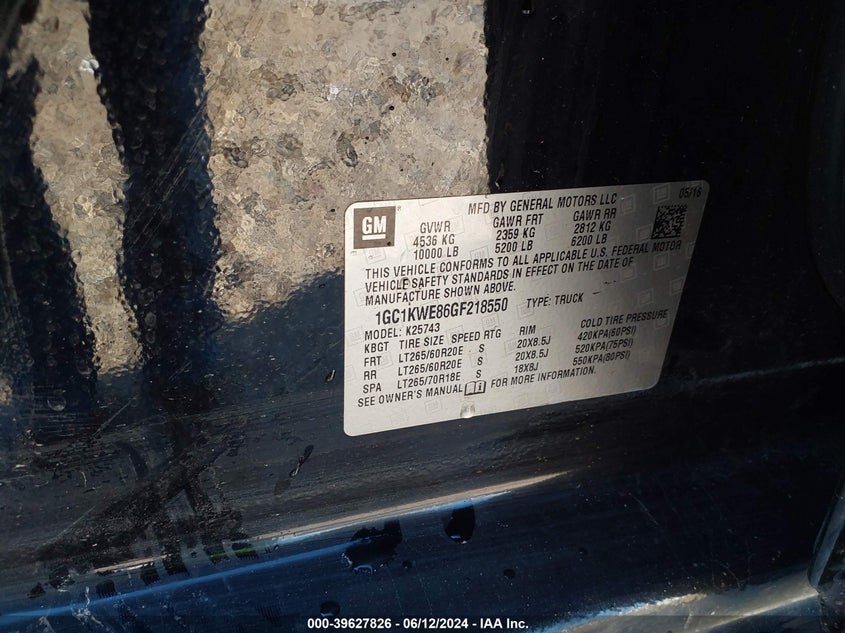 MFD BY GENERAL MOTORS LLC 05/16
GM GVWR GAWR FRT GAWR RR
4536 KG 2359 KG 2812 KG
10000 LB 5200 LB 6200 LB
THIS VEHICLE CONFORMS TO ALL APPLICABLE U.S. FEDERAL MOTOR
VEHICLE SAFETY STANDARDS IN EFFECT ON THE DATE OF
MANUFACTURE SHOWN ABOVE.
1GC1KWE86GF218550 TYPE: TRUCK
MODEL: K25743
KBGT TIRE SIZE SPEED RTG RIM COLD TIRE PRESSURE
FRT LT265/60R20E S 20X8.5J 420KPA(60PSI)
RR LT265/60R20E S 20X8.5J 520KPA(75PSI)
SPA LT265/70R18E S 18X8J 550KPA(80PSI)
SEE OWNER'S MANUAL FOR MORE INFORMATION.
000-39627826 - 06/12/2024 - IAA Inc.